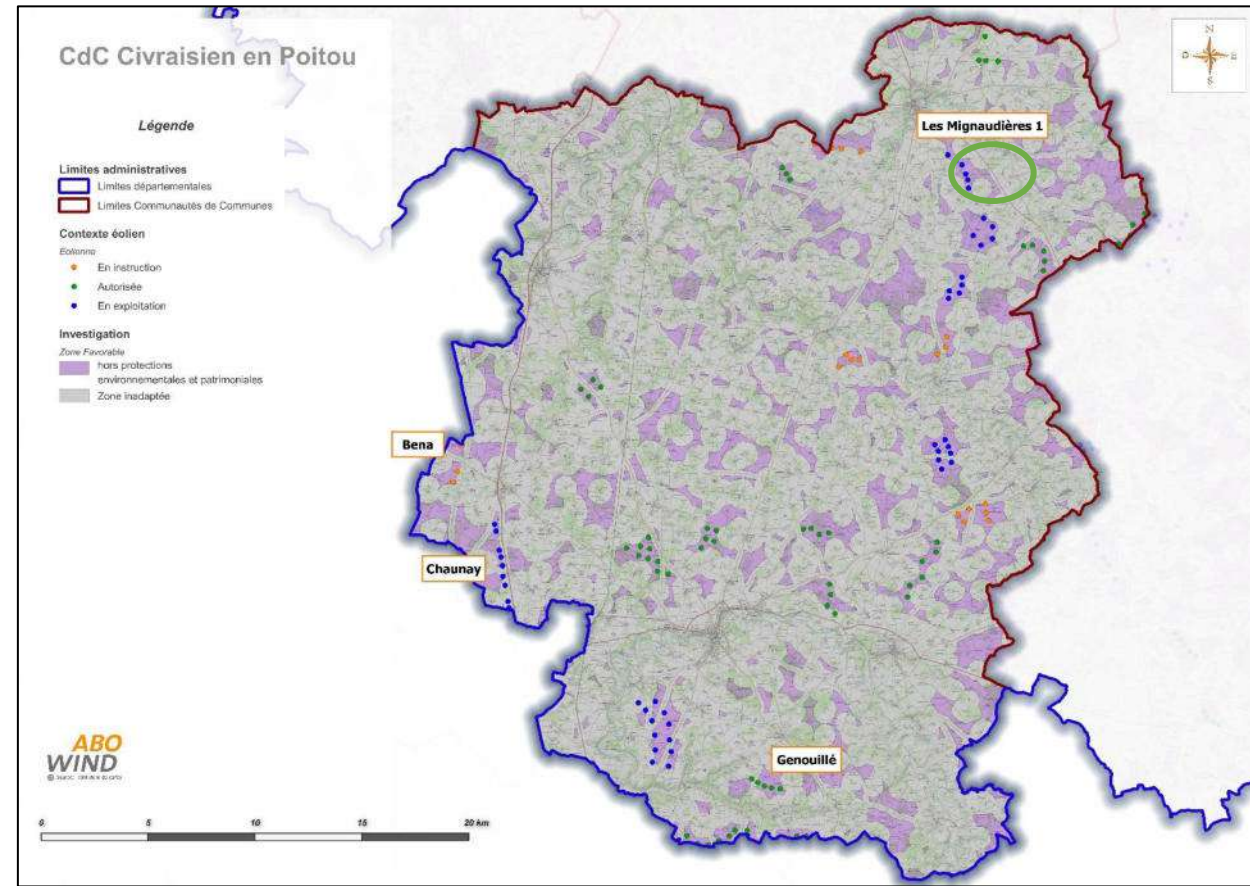 CdC Civraisien en Poitou
Légende
Limites administratives
Limites départementales
Limites Communautés de Communes
Contexte éolien
Eolienne
En instruction
Autorisée
En exploitation
Investigation
Zone Favorable
hors protections
environnementales et patrimoniales
Zone inadaptée
N
O E
S
Les Mignaudières 1
Bena
Chaunay
Genouillé
ABO
WIND
0 5 10 15 20 km